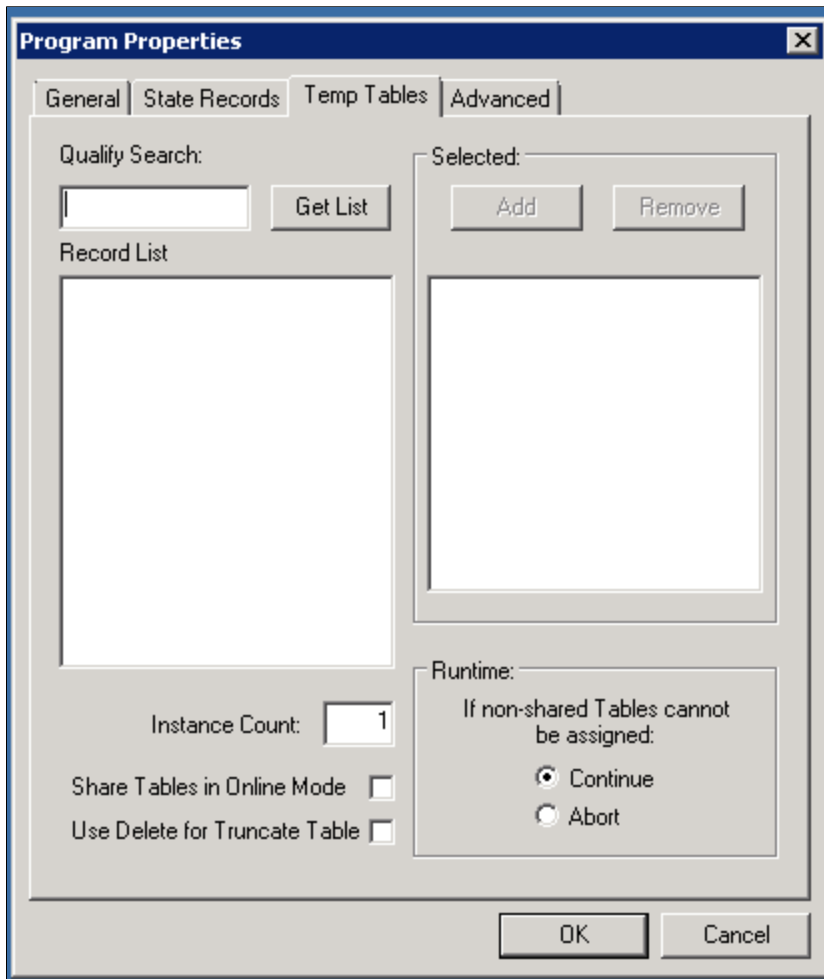 Program Properties
General
State Records
Temp Tables
Advanced
Qualify Search:
Get List
Record List
Selected:
Add
Remove
Instance Count: 1
Share Tables in Online Mode
Use Delete for Truncate Table
Runtime:
If non-shared Tables cannot
be assigned:
Continue
Abort
OK
Cancel